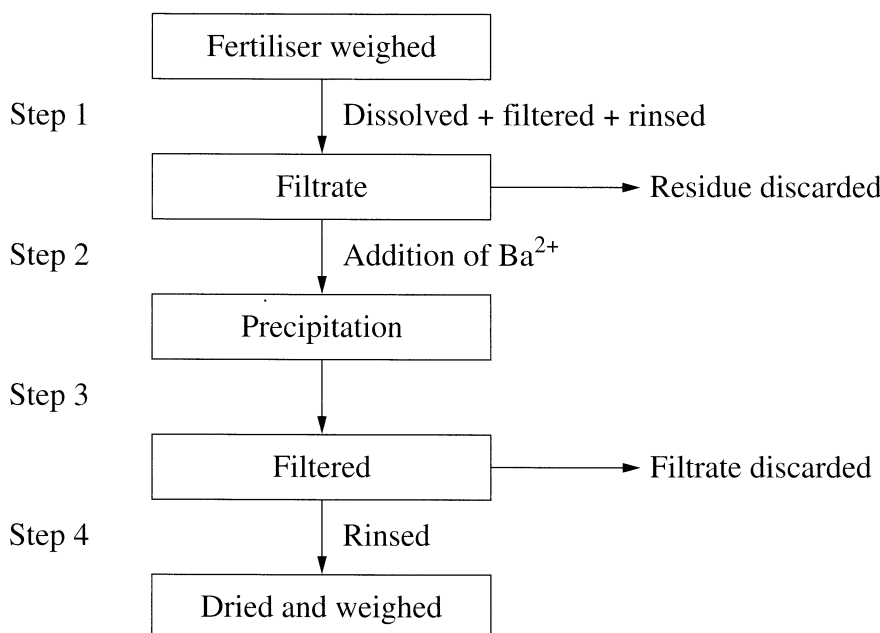 Fertiliser weighed
Step 1
Dissolved + filtered + rinsed
Filtrate
Residue discarded
Step 2
Addition of Ba²⁺
Precipitation
Step 3
Filtered
Filtrate discarded
Step 4
Rinsed
Dried and weighed